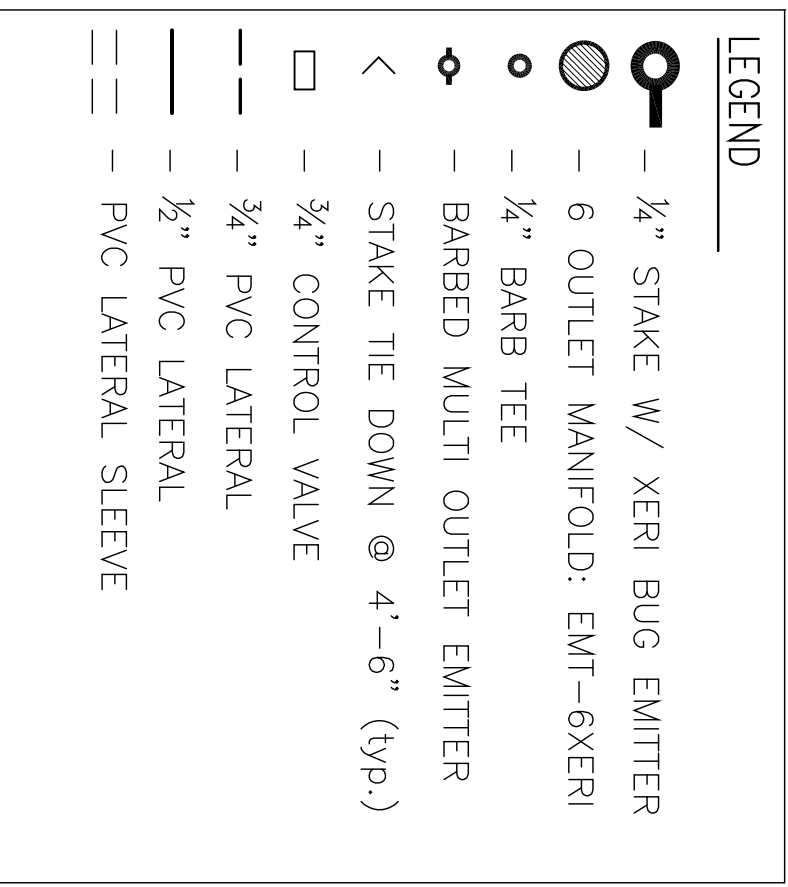 LEGEND
– ¼” STAKE W/ XERI BUG EMITTER
– 6 OUTLET MANIFOLD: EMT–6XERI
– ¼” BARB TEE
– BARBED MULTI OUTLET EMITTER
– STAKE TIE DOWN @ 4’–6” (typ.)
– ¾” CONTROL VALVE
– ¾” PVC LATERAL
– ½” PVC LATERAL
– PVC LATERAL SLEEVE